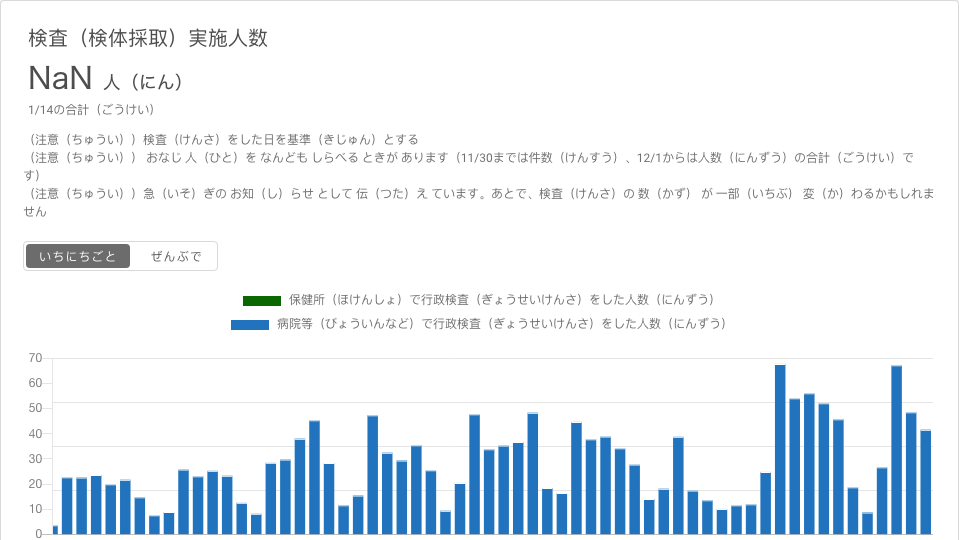 検査（検体採取）実施人数
NaN 人（にん）
1/14の合計（ごうけい）
（注意（ちゅうい））検査（けんさ）をした日を基準（きじゅん）とする
（注意（ちゅうい）） おなじ 人（ひと）を なんども しらべる ときが あります（11/30までは件数（けんすう）、12/1からは人数（にんずう）の合計（ごうけい）で
す）
（注意（ちゅうい））急（いそ）ぎの お知（し）らせ として 伝（つた）え ています。あとで、検査（けんさ）の 数（かず） が 一部（いちぶ） 変（か）わるかもしれま
せん
いちにちごと ぜんぶで
保健所（ほけんしょ）で行政検査（ぎょうせいけんさ）をした人数（にんずう）
病院等（びょういんなど）で行政検査（ぎょうせいけんさ）をした人数（にんずう）
70
60
50
40
30
20
10
0